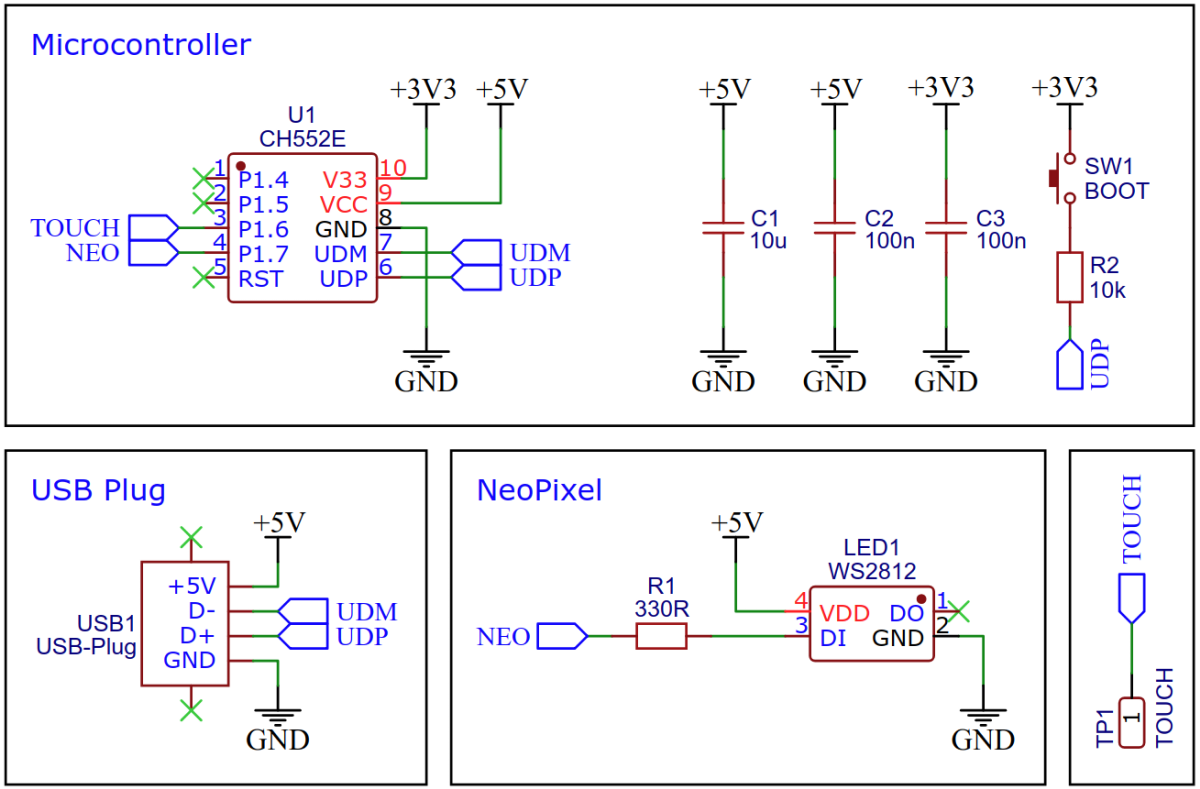 Microcontroller
U1
CH552E
+3V3 +5V
1 P1.4 V33 10
2 P1.5 VCC 9
TOUCH 3 P1.6 GND 8
NEO 4 P1.7 UDM 7 UDM
5 RST UDP 6 UDP
GND
+5V +5V +3V3 +3V3
C1
10u
C2
100n
C3
100n
SW1
BOOT
R2
10k
UDP
GND GND GND
USB Plug
+5V
USB1
USB-Plug
+5V
D- UDM
D+ UDP
GND
GND
NeoPixel
+5V
LED1
WS2812
R1
330R
NEO
4 VDD DO 1
3 DI GND 2
GND
TOUCH
TP1
1
TOUCH